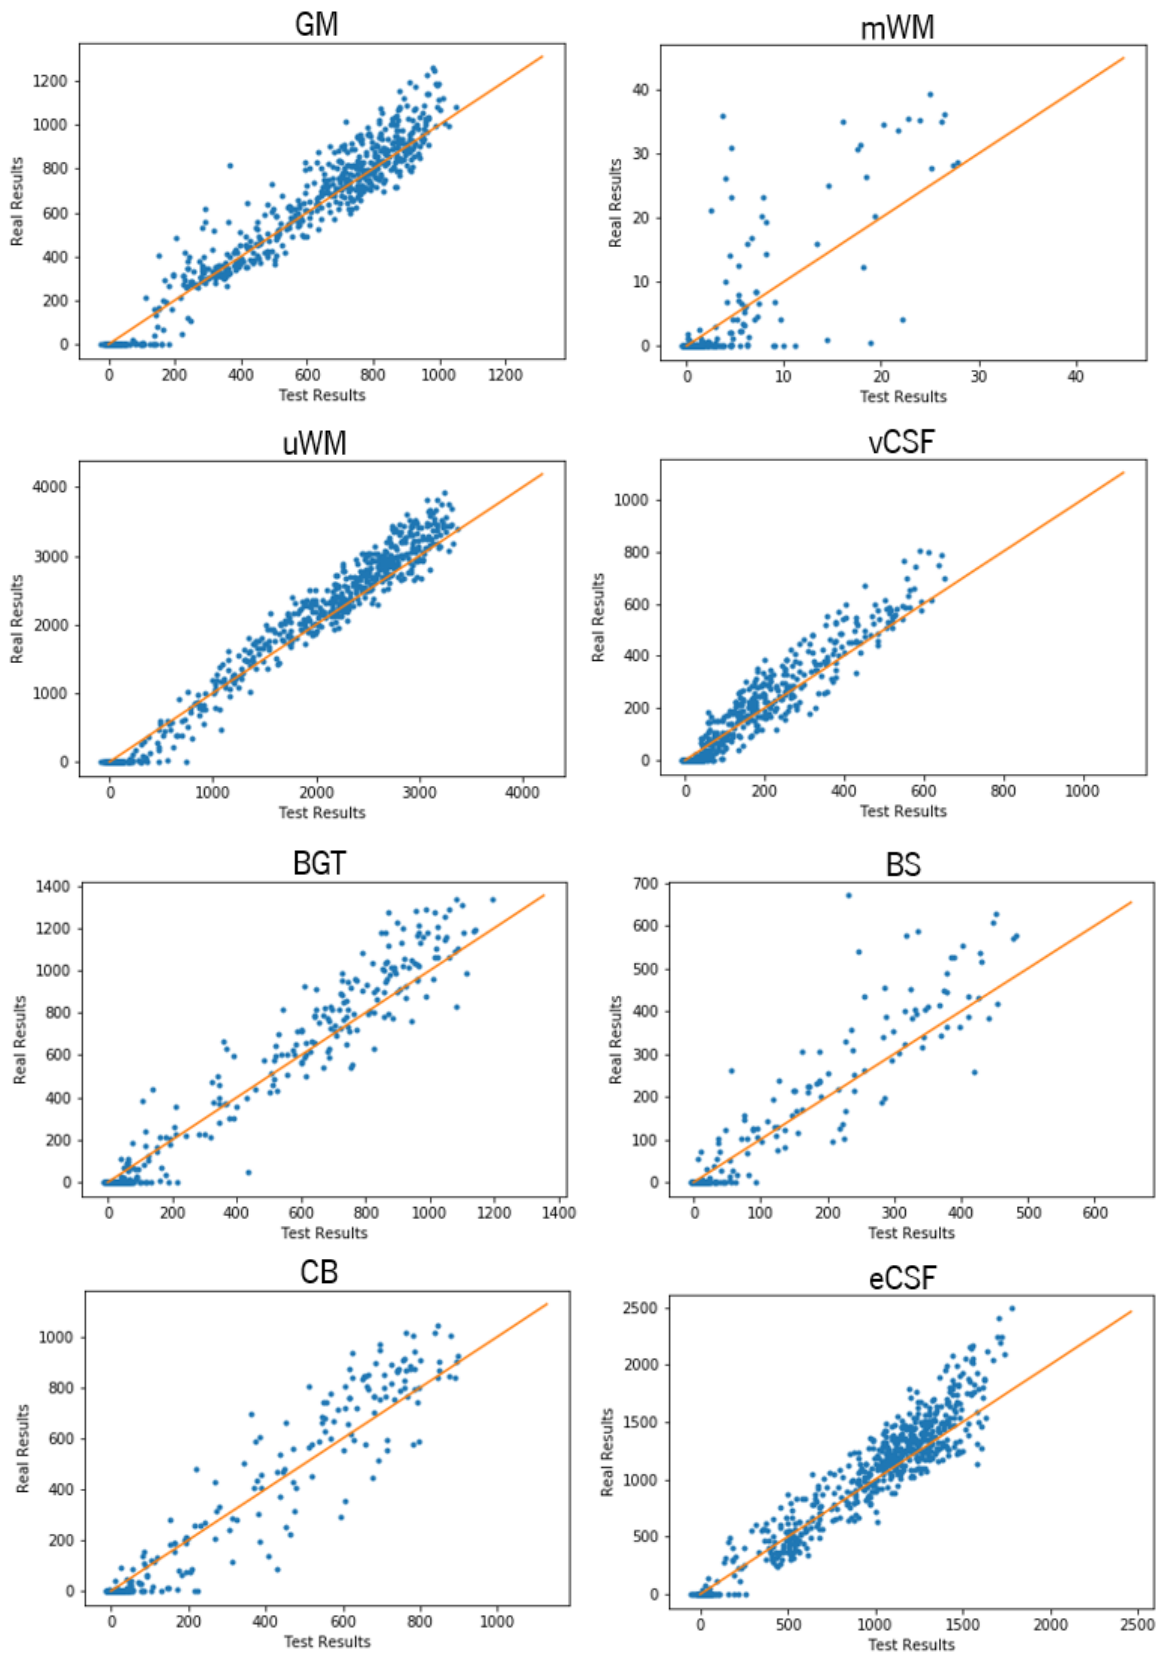 GM
1200
1000
800
600
400
200
0
Real Results
0 200 400 600 800 1000 1200
Test Results
mWM
40
30
20
10
0
Real Results
0 10 20 30 40
Test Results
uWM
4000
3000
2000
1000
0
Real Results
0 1000 2000 3000 4000
Test Results
vCSF
1000
800
600
400
200
0
Real Results
0 200 400 600 800 1000
Test Results
BGT
1400
1200
1000
800
600
400
200
0
Real Results
0 200 400 600 800 1000 1200 1400
Test Results
BS
700
600
500
400
300
200
100
0
Real Results
0 100 200 300 400 500 600
Test Results
CB
1000
800
600
400
200
0
Real Results
0 200 400 600 800 1000
Test Results
eCSF
2500
2000
1500
1000
500
0
Real Results
0 500 1000 1500 2000 2500
Test Results